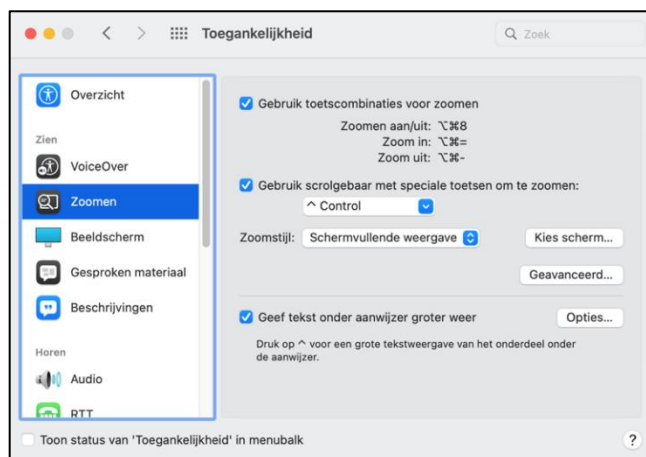 Toegankelijkheid
Zoek
Overzicht
Zien
VoiceOver
Zoomen
Beeldscherm
Gesproken materiaal
Beschrijvingen
Horen
Audio
RTT
Gebruik toetscombinaties voor zoomen
Zoomen aan/uit: ⌥⌘8
Zoom in: ⌥⌘=
Zoom uit: ⌥⌘-
Gebruik scrolgebaar met speciale toetsen om te zoomen:
^ Control
Zoomstijl: Schermvullende weergave Kies scherm...
Geavanceerd...
Geef tekst onder aanwijzer groter weer Opties...
Druk op ^ voor een grote tekstweergave van het onderdeel onder
de aanwijzer.
Toon status van 'Toegankelijkheid' in menubalk ?